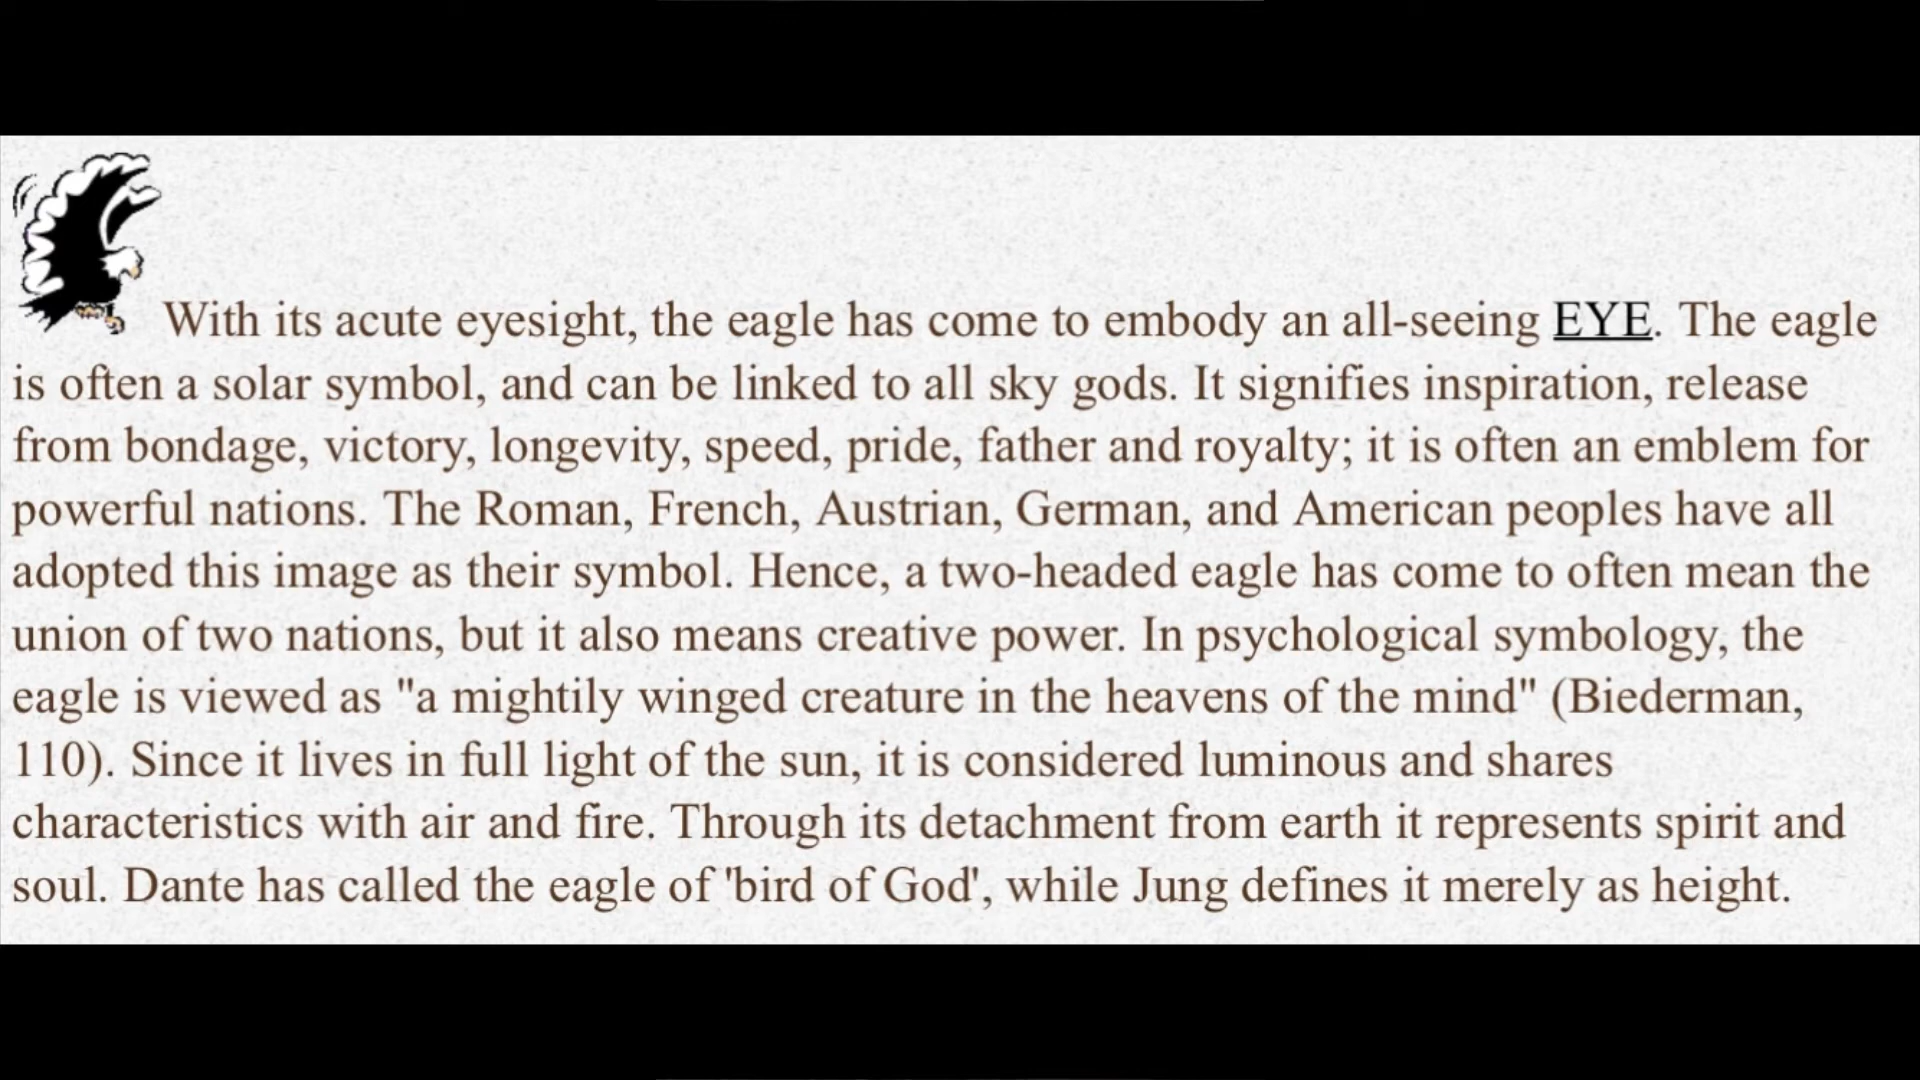 With its acute eyesight, the eagle has come to embody an all-seeing EYE. The eagle
is often a solar symbol, and can be linked to all sky gods. It signifies inspiration, release
from bondage, victory, longevity, speed, pride, father and royalty; it is often an emblem for
powerful nations. The Roman, French, Austrian, German, and American peoples have all
adopted this image as their symbol. Hence, a two-headed eagle has come to often mean the
union of two nations, but it also means creative power. In psychological symbology, the
eagle is viewed as "a mightily winged creature in the heavens of the mind" (Biederman,
110). Since it lives in full light of the sun, it is considered luminous and shares
characteristics with air and fire. Through its detachment from earth it represents spirit and
soul. Dante has called the eagle of 'bird of God', while Jung defines it merely as height.